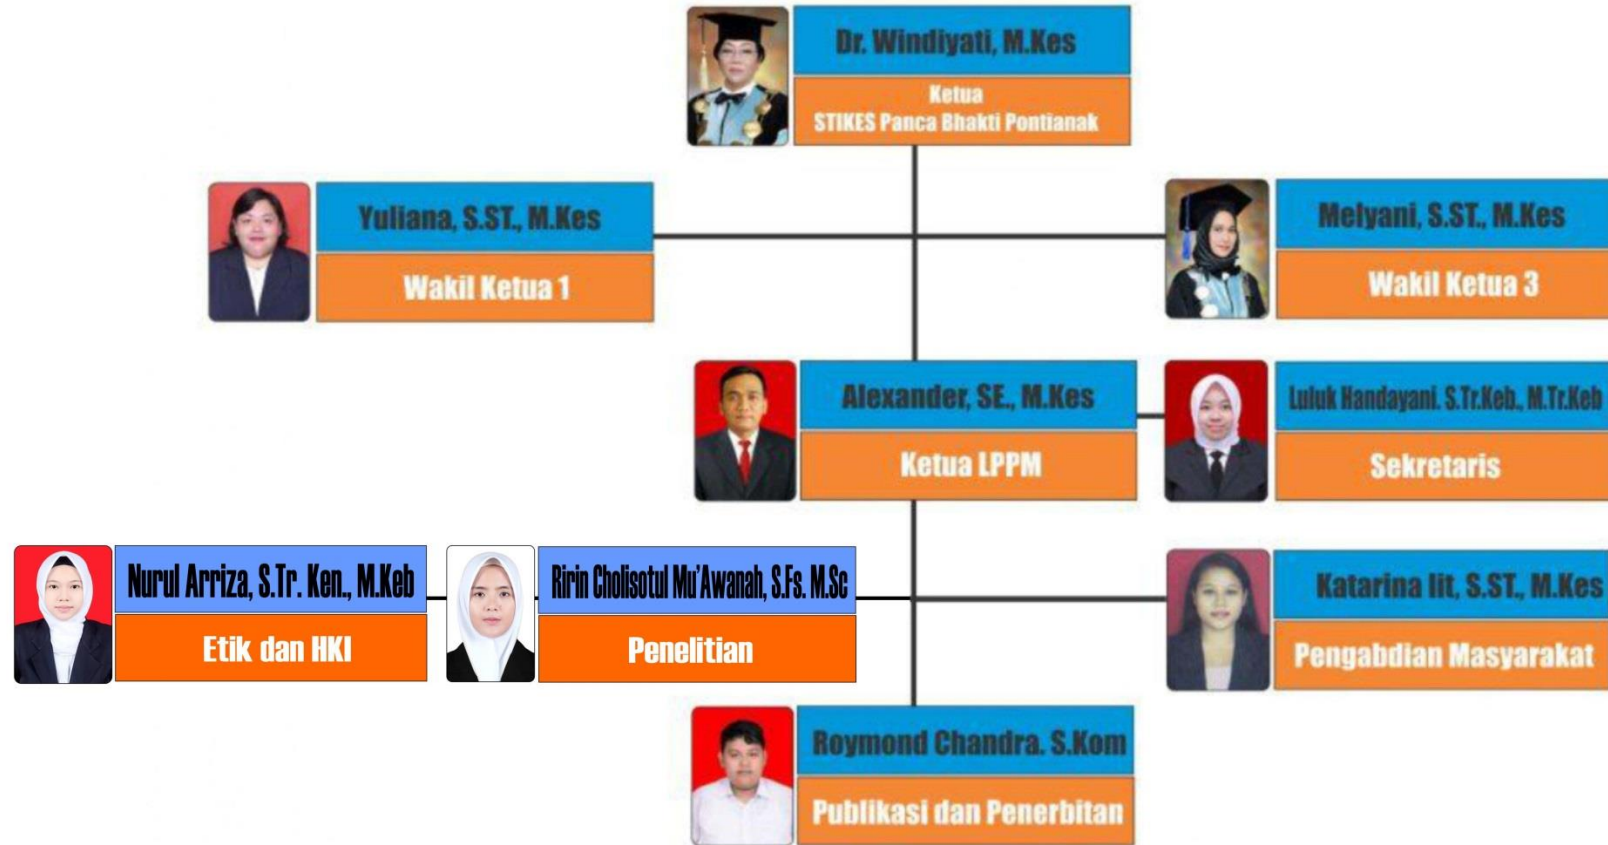 Dr. Windiyati, M.Kes
Ketua
STIKES Panca Bhakti Pontianak
Yuliana, S.ST., M.Kes
Wakil Ketua 1
Melyani, S.ST., M.Kes
Wakil Ketua 3
Alexander, SE., M.Kes
Ketua LPPM
Luluk Handayani. S.Tr.Keb., M.Tr.Keb
Sekretaris
Nurul Arriza, S.Tr. Ken., M.Keb
Etik dan HKI
Ririn Cholisotul Mu'Awanah, S.Fs. M.Sc
Penelitian
Katarina Iit, S.ST., M.Kes
Pengabdian Masyarakat
Roymond Chandra. S.Kom
Publikasi dan Penerbitan